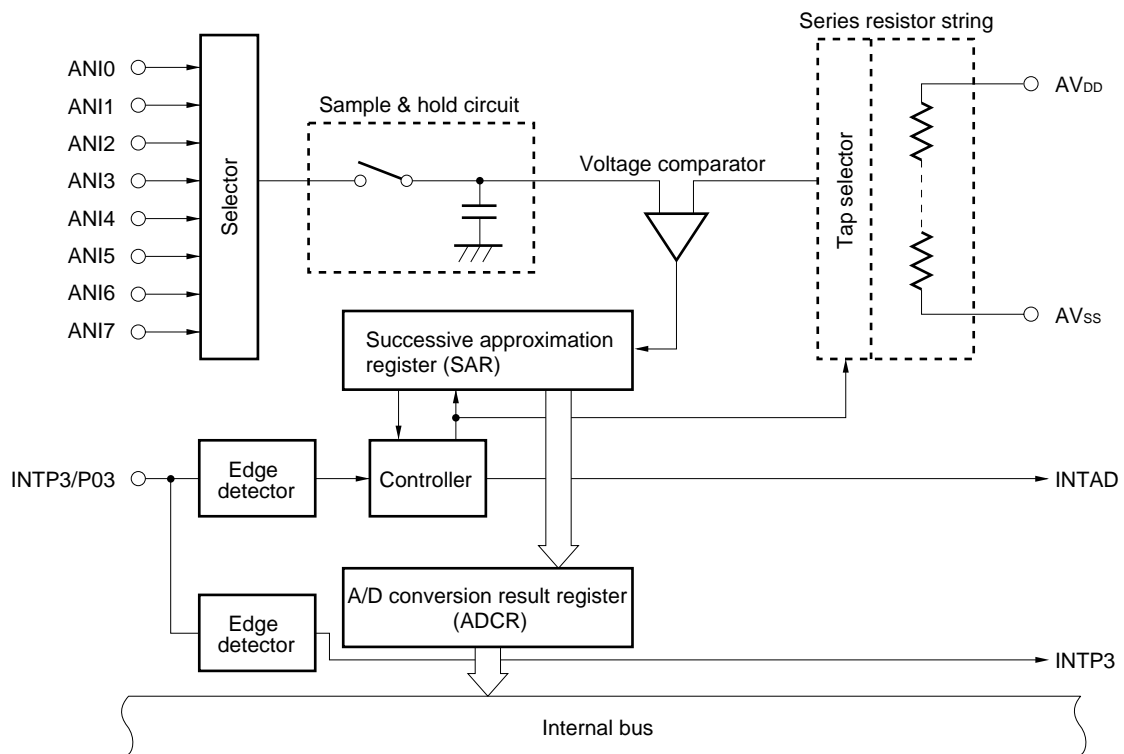 Series resistor string
ANI0
ANI1
ANI2
ANI3
ANI4
ANI5
ANI6
ANI7
Selector
Sample & hold circuit
Voltage comparator
Tap selector
AVDD
AVSS
Successive approximation
register (SAR)
INTP3/P03
Edge
detector
Controller
INTAD
A/D conversion result register
(ADCR)
Edge
detector
INTP3
Internal bus